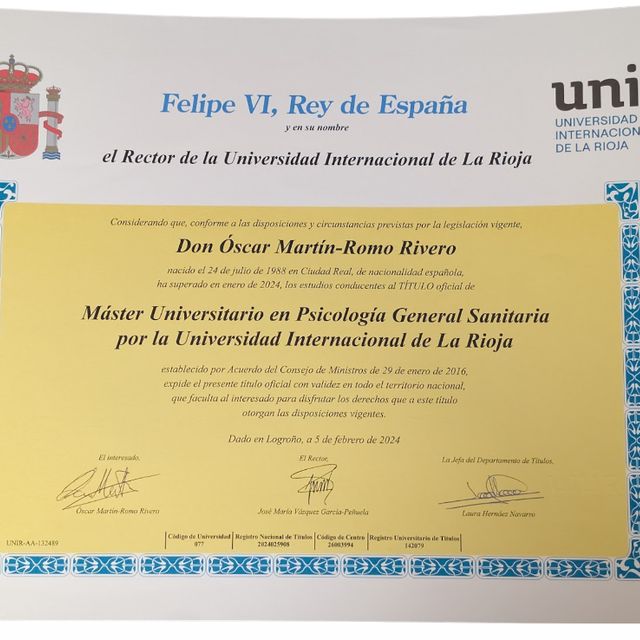 Felipe VI, Rey de España
y en su nombre
el Rector de la Universidad Internacional de La Rioja
uni
UNIVERSIDAD
INTERNACION
DE LA RIOJA
Considerando que, conforme a las disposiciones y circunstancias previstas por la legislación vigente,
Don Óscar Martín-Romo Rivero
nacido el 24 de julio de 1988 en Ciudad Real, de nacionalidad española,
ha superado en enero de 2024, los estudios conducentes al TÍTULO oficial de
Máster Universitario en Psicología General Sanitaria
por la Universidad Internacional de La Rioja
establecido por Acuerdo del Consejo de Ministros de 29 de enero de 2016,
expide el presente título oficial con validez en todo el territorio nacional,
que faculta al interesado para disfrutar los derechos que a este título
otorgan las disposiciones vigentes.
Dado en Logroño, a 5 de febrero de 2024
El interesado, El Rector, La Jefa del Departamento de Títulos,
Óscar Martín-Romo Rivero José María Vázquez García-Peñuela Laura Hernáez Navarro
UNIR-AA-132489
Código de Universidad Registro Nacional de Títulos Código de Centro Registro Universitario de Títulos
077 2024025908 26003994 142079